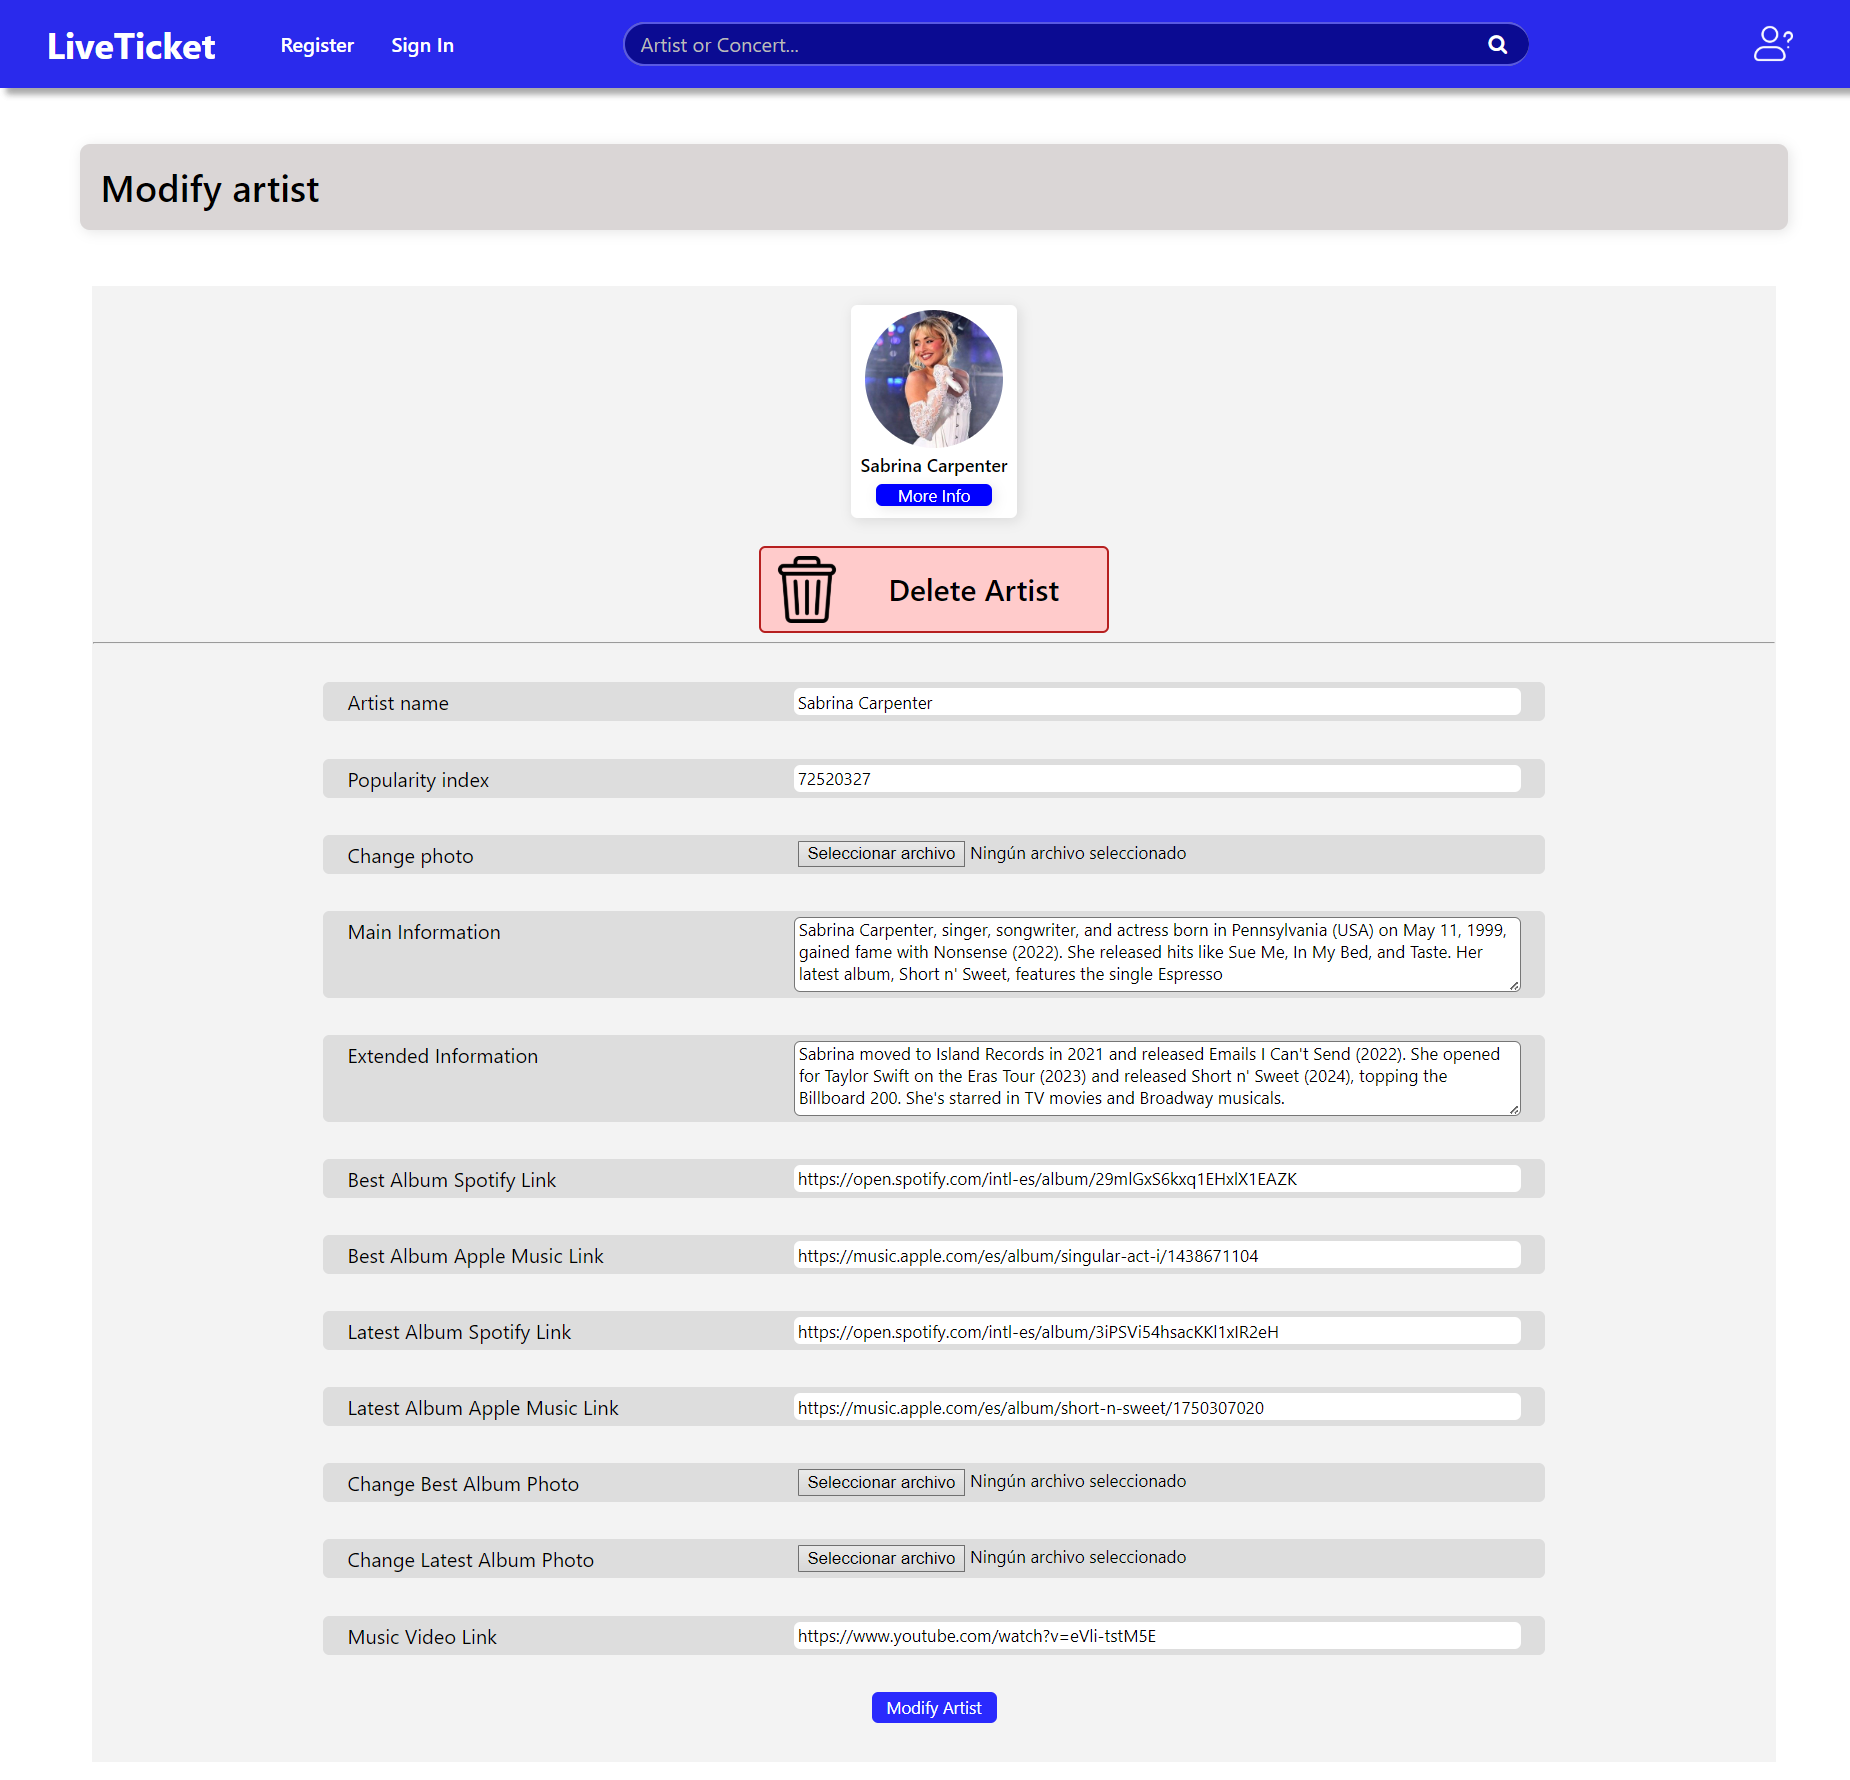 LiveTicket
Register
Sign In
Artist or Concert...
Modify artist
Sabrina Carpenter
More Info
Delete Artist
Artist name
Sabrina Carpenter
Popularity index
72520327
Change photo
Seleccionar archivo Ningún archivo seleccionado
Main Information
Sabrina Carpenter, singer, songwriter, and actress born in Pennsylvania (USA) on May 11, 1999,
gained fame with Nonsense (2022). She released hits like Sue Me, In My Bed, and Taste. Her
latest album, Short n' Sweet, features the single Espresso
Extended Information
Sabrina moved to Island Records in 2021 and released Emails I Can't Send (2022). She opened
for Taylor Swift on the Eras Tour (2023) and released Short n' Sweet (2024), topping the
Billboard 200. She's starred in TV movies and Broadway musicals.
Best Album Spotify Link
https://open.spotify.com/intl-es/album/29mlGxS6kxq1EHxlX1EAZK
Best Album Apple Music Link
https://music.apple.com/es/album/singular-act-i/1438671104
Latest Album Spotify Link
https://open.spotify.com/intl-es/album/3iPSVi54hsacKKl1xIR2eH
Latest Album Apple Music Link
https://music.apple.com/es/album/short-n-sweet/1750307020
Change Best Album Photo
Seleccionar archivo Ningún archivo seleccionado
Change Latest Album Photo
Seleccionar archivo Ningún archivo seleccionado
Music Video Link
https://www.youtube.com/watch?v=eVli-tstM5E
Modify Artist